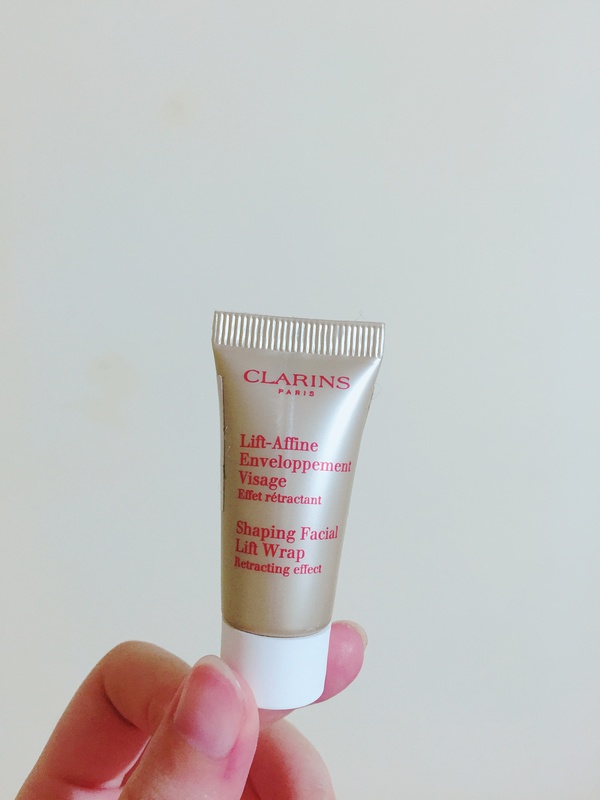 CLARINS
PARIS
Lift-Affine
Enveloppement
Visage
Effet rétractant
Shaping Facial
Lift Wrap
Retracting effect